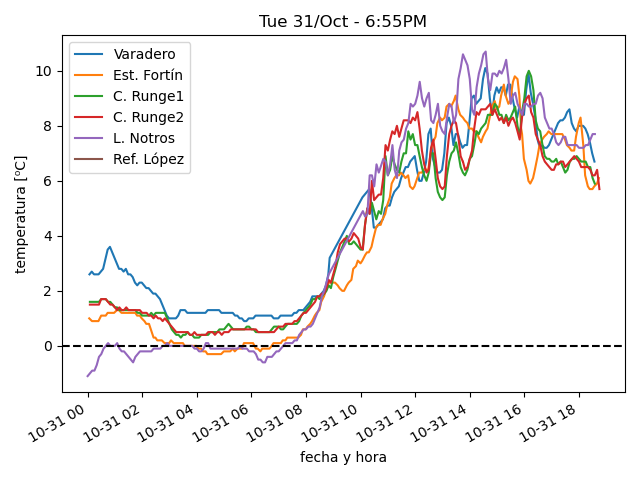 Tue 31/Oct - 6:55PM
Varadero
Est. Fortín
C. Runge1
C. Runge2
L. Notros
Ref. López
temperatura [ºC]
10
8
6
4
2
0
10-31 00
10-31 02
10-31 04
10-31 06
10-31 08
10-31 10
10-31 12
10-31 14
10-31 16
10-31 18
fecha y hora